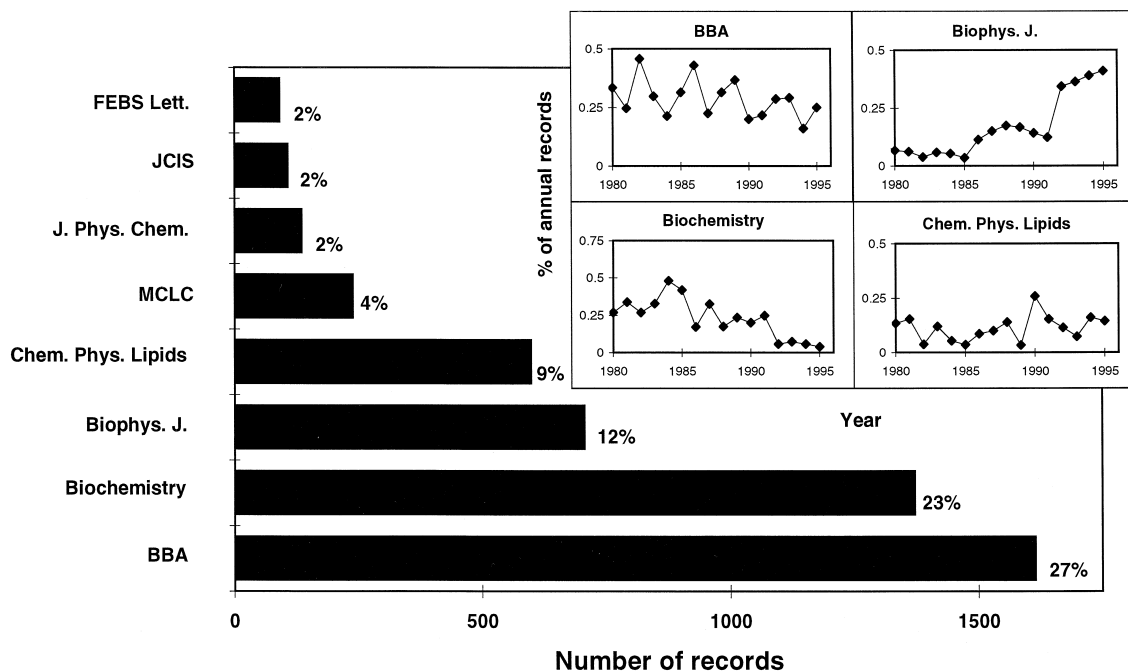 FEBS Lett.
2%
JCIS
2%
J. Phys. Chem.
2%
MCLC
4%
Chem. Phys. Lipids
9%
Biophys. J.
12%
Biochemistry
23%
BBA
27%
0 500 1000 1500
Number of records
% of annual records
BBA
0.5
0.25
0
1980 1985 1990 1995
Biophys. J.
0.5
0.25
0
1980 1985 1990 1995
Biochemistry
0.75
0.5
0.25
0
1980 1985 1990 1995
Chem. Phys. Lipids
0.5
0.25
0
1980 1985 1990 1995
Year